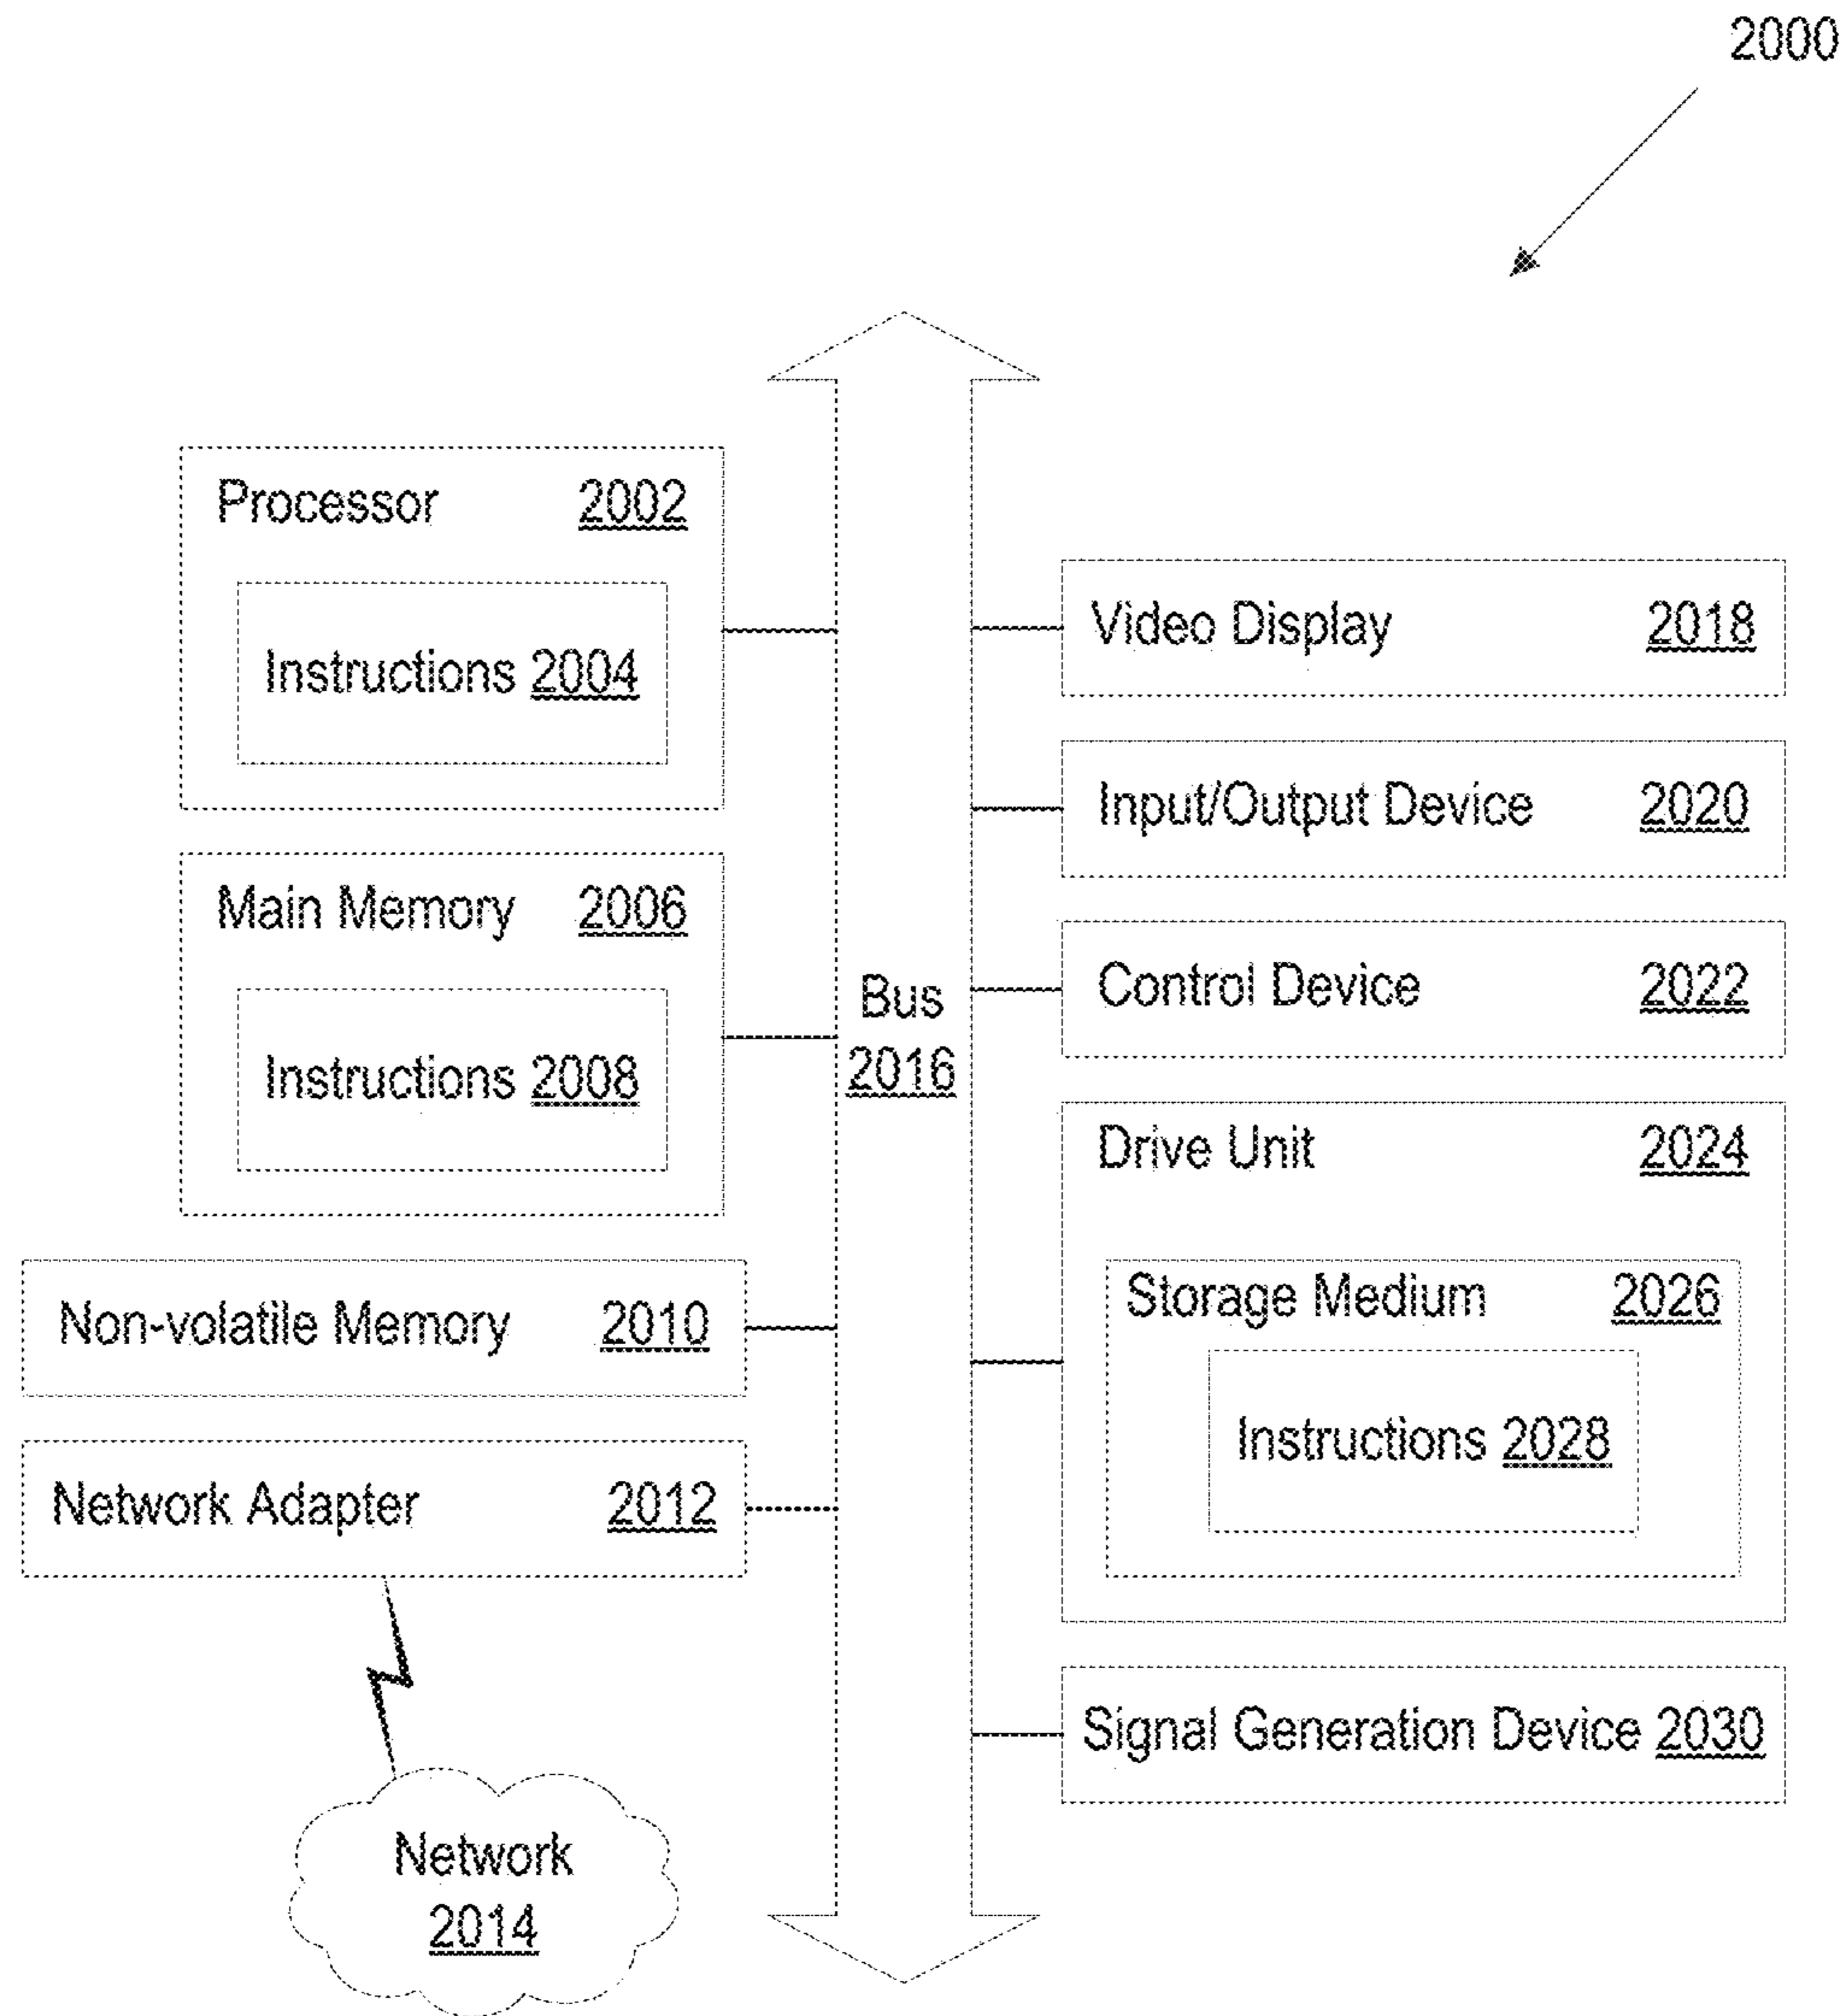 2000
Processor 2002
Instructions 2004
Main Memory 2006
Instructions 2008
Non-volatile Memory 2010
Network Adapter 2012
Network
2014
Bus
2016
Video Display 2018
Input/Output Device 2020
Control Device 2022
Drive Unit 2024
Storage Medium 2026
Instructions 2028
Signal Generation Device 2030